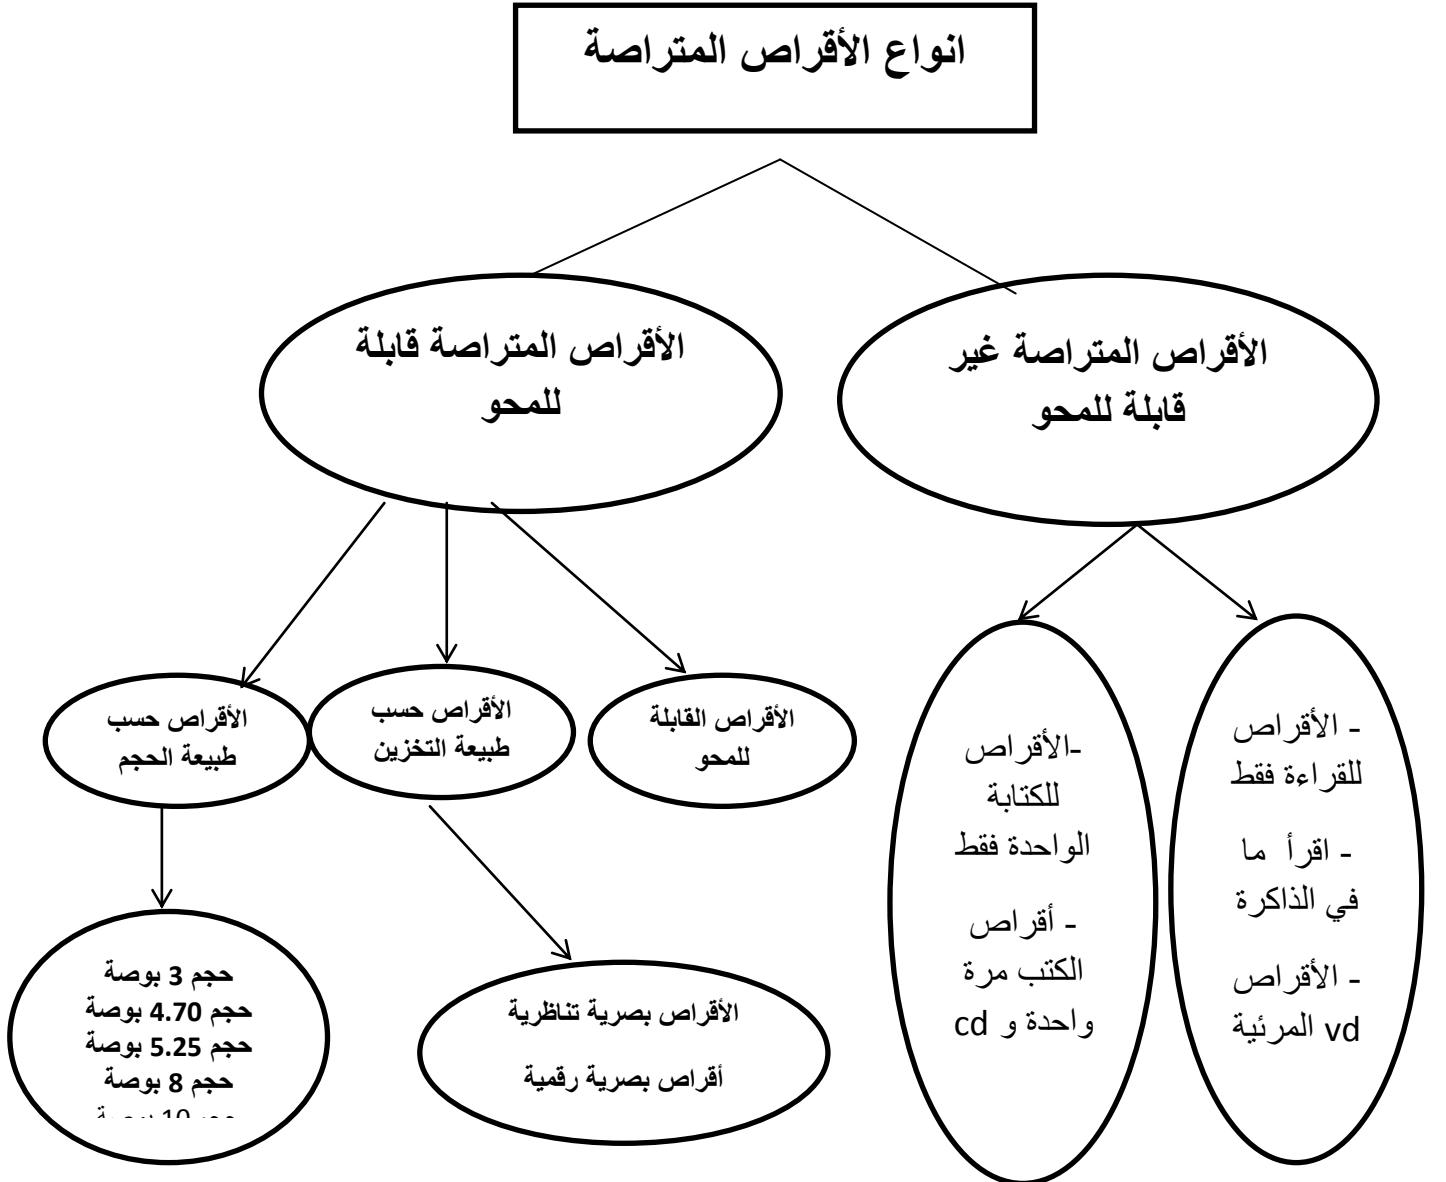 انواع الأقراص المتراصة
الأقراص المتراصة غير
قابلة للمحو
الأقراص المتراصة قابلة
للمحو
- الأقراص
للقراءة فقط
- اقرأ ما
في الذاكرة
- الأقراص
المرئية vd
-الأقراص
للكتابة
الواحدة فقط
- أقراص
الكتب مرة
واحدة و cd
الأقراص القابلة
للمحو
الأقراص حسب
طبيعة التخزين
الأقراص حسب
طبيعة الحجم
الأقراص بصرية تناظرية
أقراص بصرية رقمية
حجم 3 بوصة
حجم 4.70 بوصة
حجم 5.25 بوصة
حجم 8 بوصة
حجم 10 بوصة